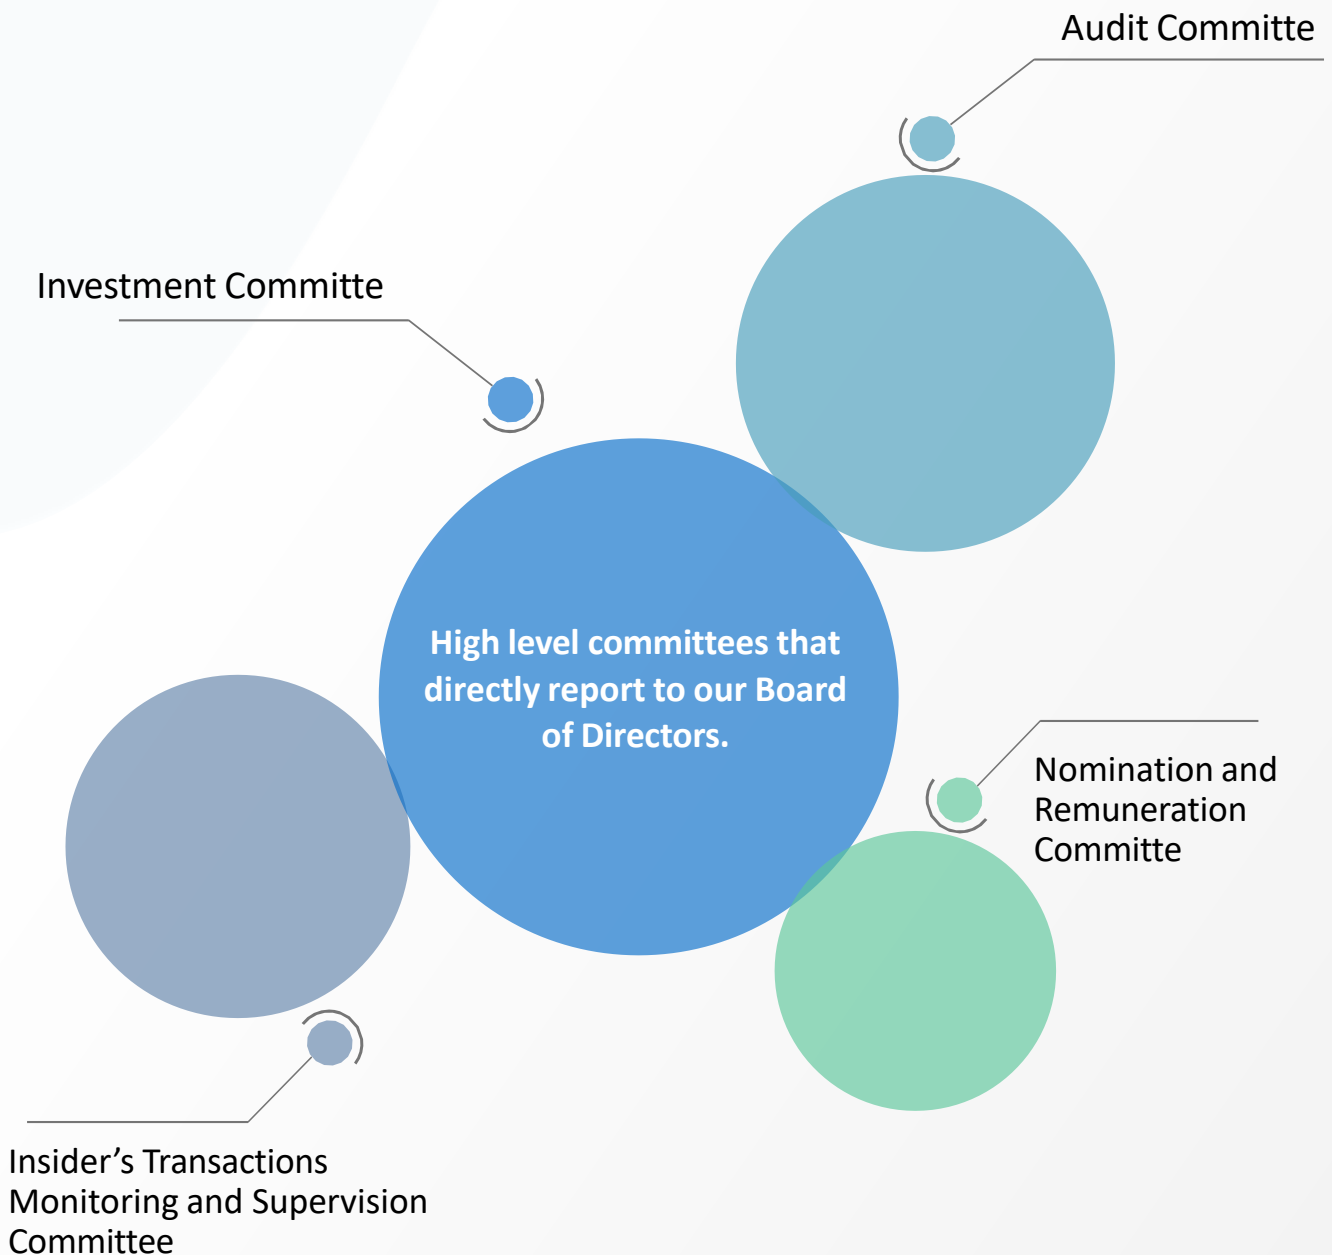 Audit Committe
Investment Committe
High level committees that
directly report to our Board
of Directors.
Nomination and
Remuneration
Committe
Insider’s Transactions
Monitoring and Supervision
Committee